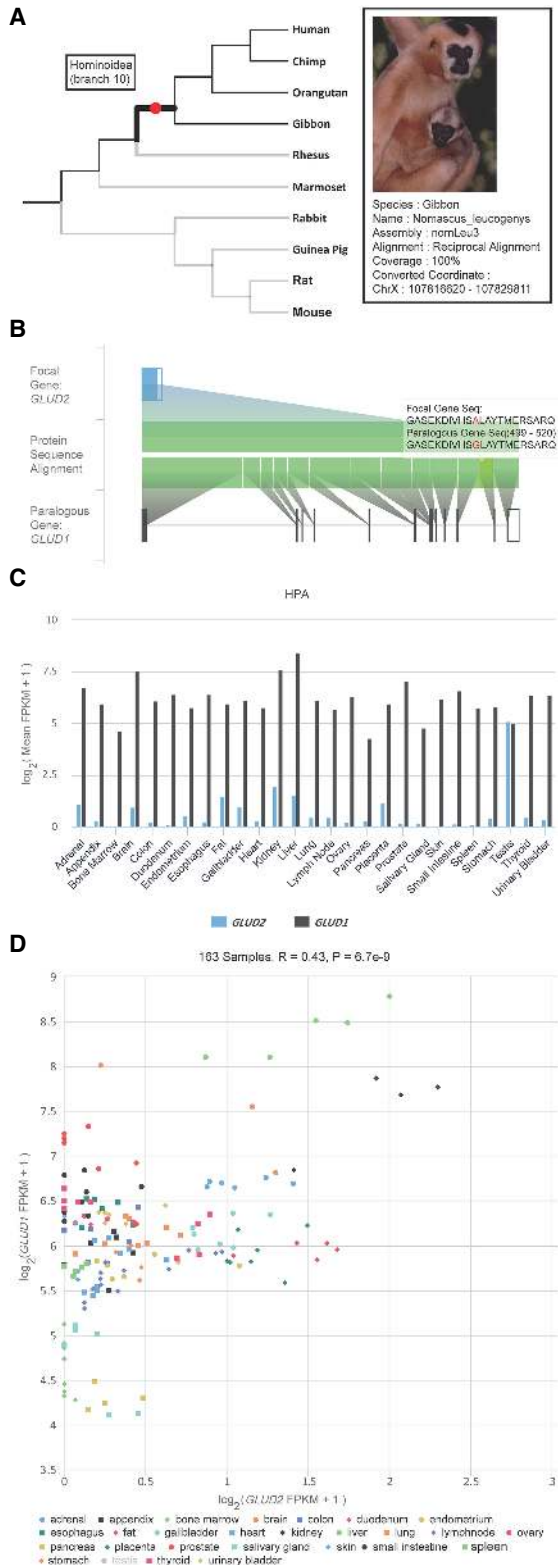 A
Hominoidea
(branch 10)
Human
Chimp
Orangutan
Gibbon
Rhesus
Marmoset
Rabbit
Guinea Pig
Rat
Mouse
Species : Gibbon
Name : Nomascus_leucogenys
Assembly : nomLeu3
Alignment : Reciprocal Alignment
Coverage : 100%
Converted Coordinate :
ChrX : 107616620 - 107829811
B
Focal
Gene:
GLUD2
Protein
Sequence
Alignment
Paralogous
Gene:
GLUD1
Focal Gene Seq:
GASEKDIVHSALAYTMERSARQ
Paralogous Gene Seq(499 - 520)
GASEKDIVHSGLAYTMERSARQ
C
HPA
log2( Mean FPKM + 1)
10
7.5
5
2.5
0
Adrenal
Appendix
Bone Marrow
Brain
Colon
Duodenum
Endometrium
Esophagus
Fat
Gallbladder
Heart
Kidney
Liver
Lung
Lymph Node
Ovary
Pancreas
Placenta
Prostate
Salivary Gland
Skin
Small Intestine
Spleen
Stomach
Testis
Thyroid
Urinary Bladder
GLUD2 GLUD1
D
163 Samples. R = 0.43, P = 6.7e-9
log2(GLUD1 FPKM + 1)
9
8.5
8
7.5
7
6.5
6
5.5
5
4.5
4
3.5
0 0.5 1 1.5 2 2.5 3
log2(GLUD2 FPKM + 1)
adrenal appendix bone marrow brain colon duodenum endometrium
esophagus fat gallbladder heart kidney liver lung lymphnode ovary
pancreas placenta prostate salivary gland skin small instestine spleen
stomach testis thyroid urinary bladder